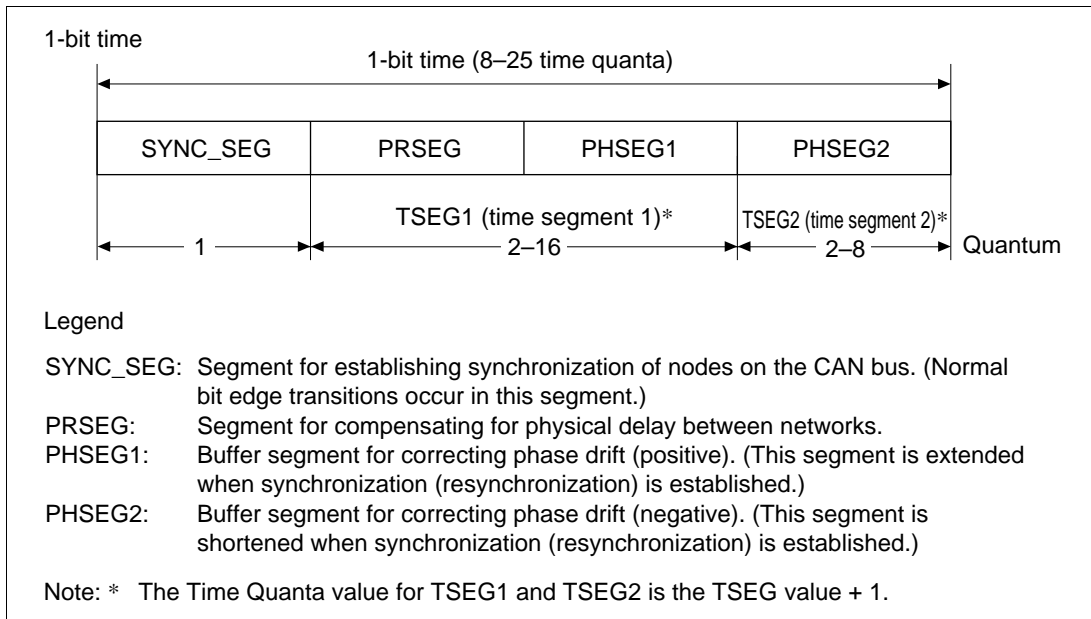 1-bit time
1-bit time (8–25 time quanta)
SYNC_SEG PRSEG PHSEG1 PHSEG2
TSEG1 (time segment 1)* TSEG2 (time segment 2)*
1 2–16 2–8 Quantum
Legend
SYNC_SEG: Segment for establishing synchronization of nodes on the CAN bus. (Normal
bit edge transitions occur in this segment.)
PRSEG: Segment for compensating for physical delay between networks.
PHSEG1: Buffer segment for correcting phase drift (positive). (This segment is extended
when synchronization (resynchronization) is established.)
PHSEG2: Buffer segment for correcting phase drift (negative). (This segment is
shortened when synchronization (resynchronization) is established.)
Note: * The Time Quanta value for TSEG1 and TSEG2 is the TSEG value + 1.